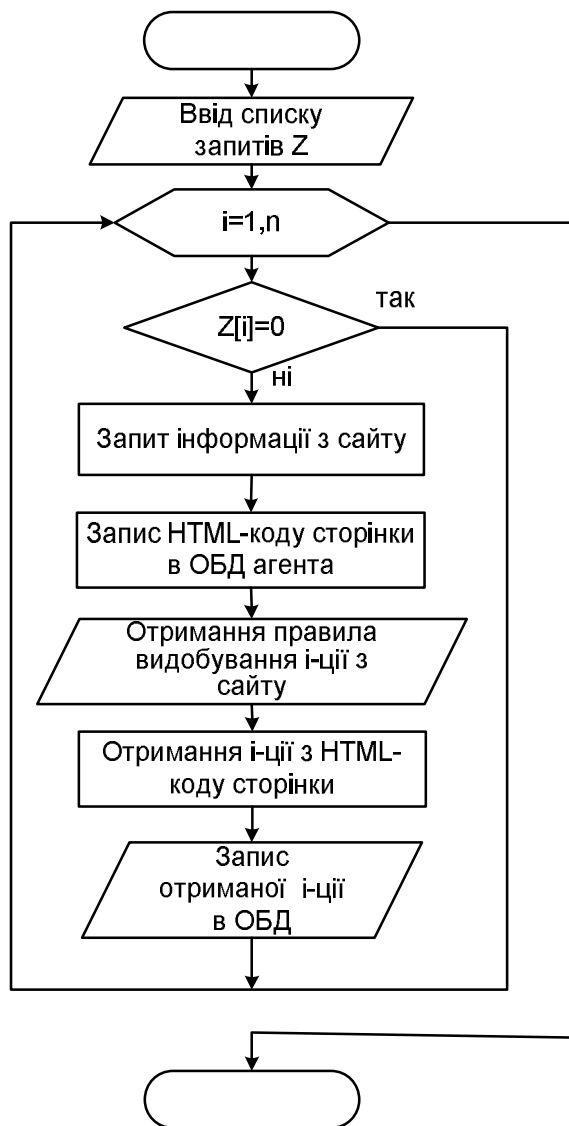 Ввід списку
запитів Z
i=1,n
Z[i]=0
так
ні
Запит інформації з сайту
Запис HTML-коду сторінки
в ОБД агента
Отримання правила
видобування і-ції з
сайту
Отримання і-ції з HTML-
коду сторінки
Запис
отриманої і-ції
в ОБД